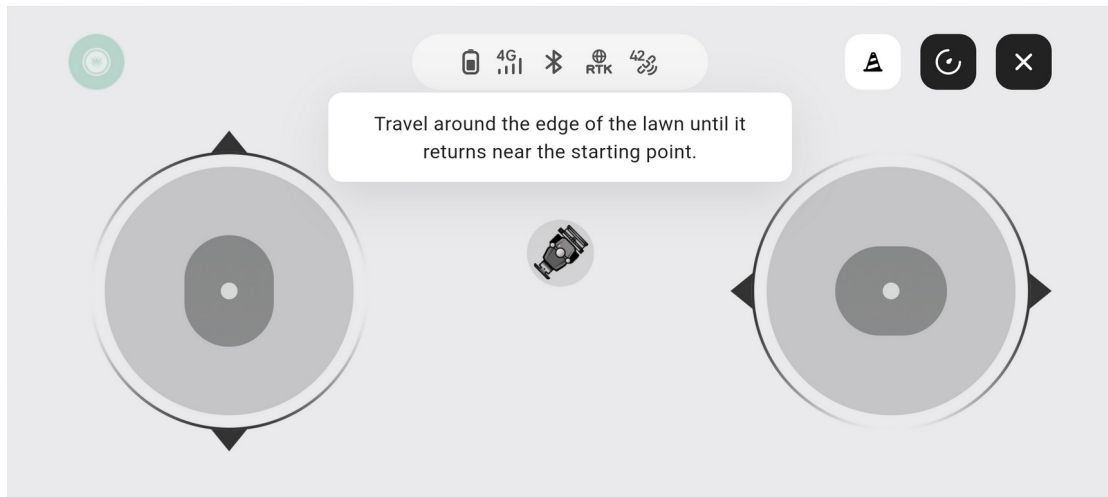 4G
RTK
42
Travel around the edge of the lawn until it
returns near the starting point.